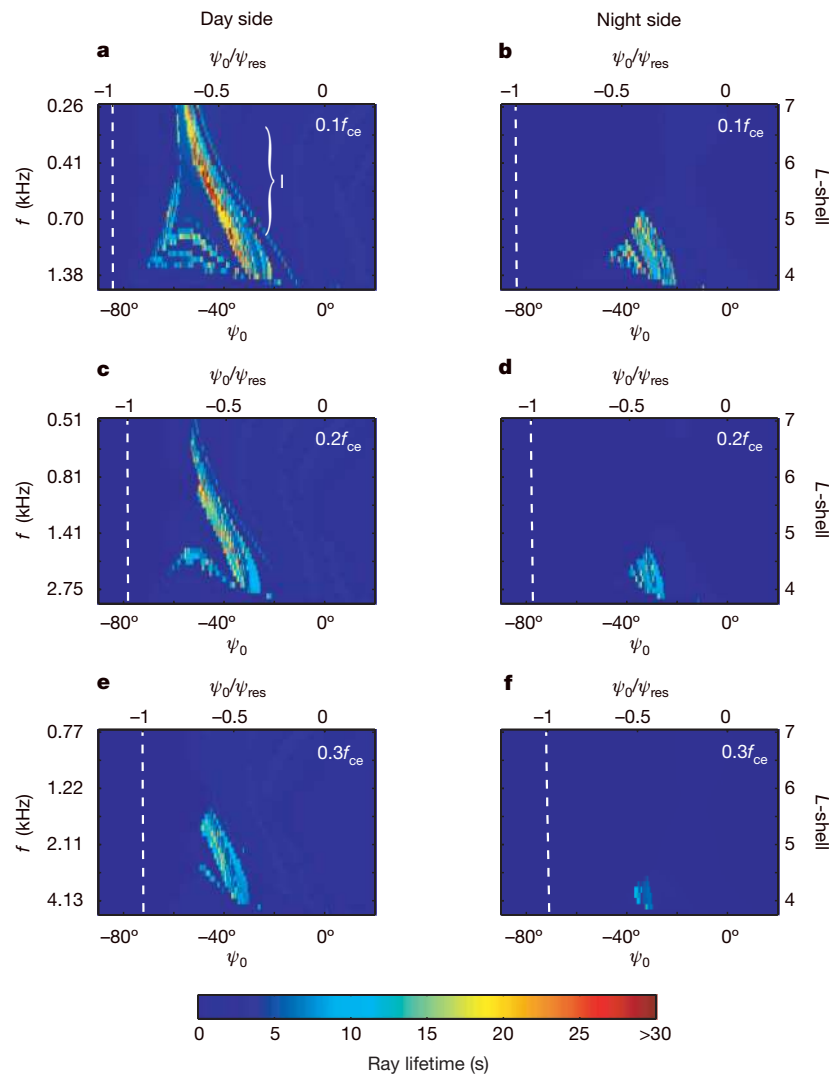 Day side
Night side
a
b
ψ0/ψres
ψ0/ψres
−1 −0.5 0
−1 −0.5 0
0.26
0.41
0.70
1.38
f (kHz)
0.1fce
I
0.1fce
7
6
5
4
L-shell
−80° −40° 0°
−80° −40° 0°
ψ0
ψ0
c
d
ψ0/ψres
ψ0/ψres
−1 −0.5 0
−1 −0.5 0
0.51
0.81
1.41
2.75
f (kHz)
0.2fce
0.2fce
7
6
5
4
L-shell
−80° −40° 0°
−80° −40° 0°
ψ0
ψ0
e
f
ψ0/ψres
ψ0/ψres
−1 −0.5 0
−1 −0.5 0
0.77
1.22
2.11
4.13
f (kHz)
0.3fce
0.3fce
7
6
5
4
L-shell
−80° −40° 0°
−80° −40° 0°
ψ0
ψ0
0 5 10 15 20 25 >30
Ray lifetime (s)